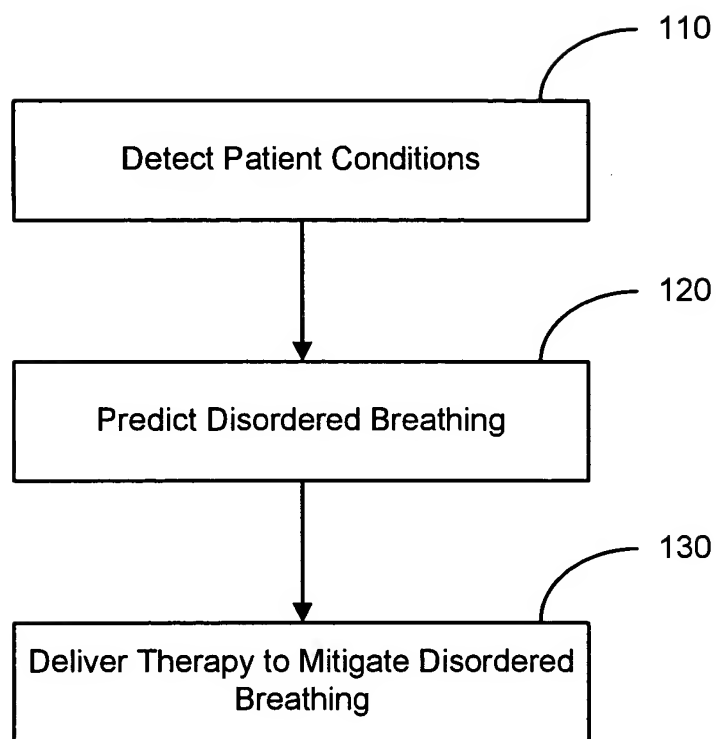 110
Detect Patient Conditions
120
Predict Disordered Breathing
130
Deliver Therapy to Mitigate Disordered
Breathing